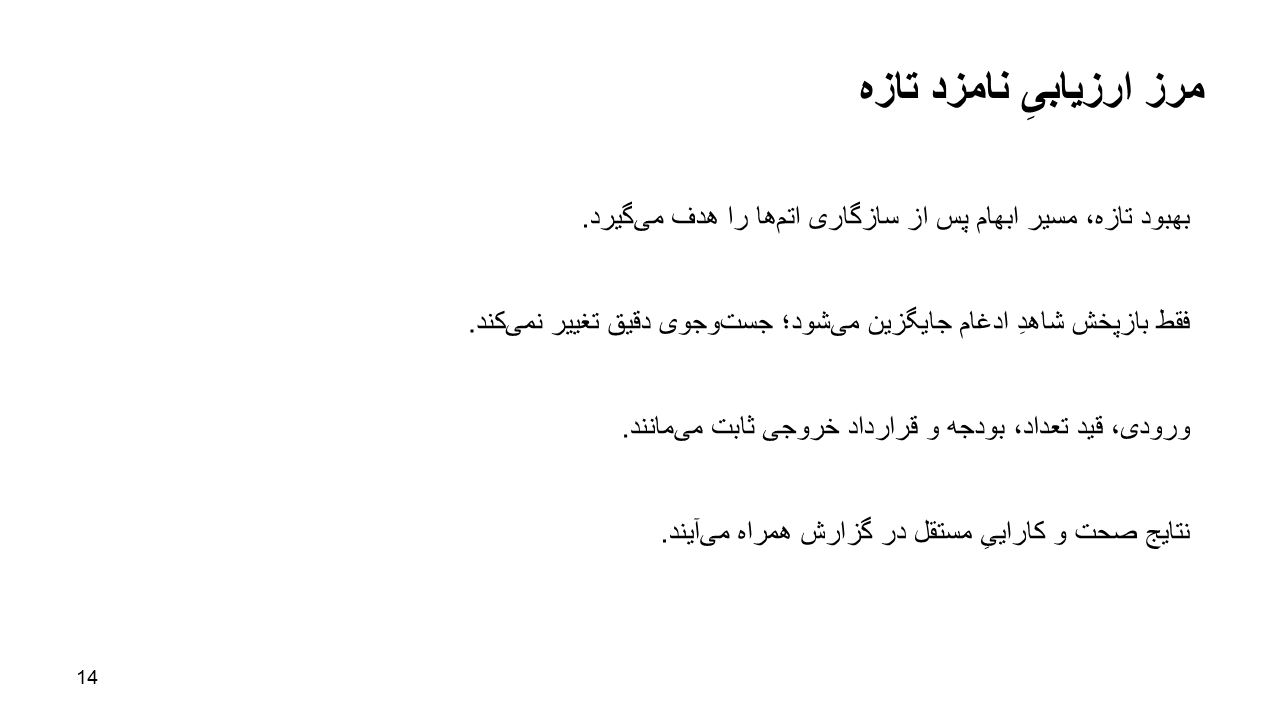 مرز ارزیابیِ نامزد تازه
بهبود تازه، مسیر ابهام پس از سازگاری اتم‌ها را هدف می‌گیرد.
فقط بازپخش شاهدِ ادغام جایگزین می‌شود؛ جست‌وجوی دقیق تغییر نمی‌کند.
ورودی، قید تعداد، بودجه و قرارداد خروجی ثابت می‌مانند.
نتایج صحت و کاراییِ مستقل در گزارش همراه می‌آیند.
14